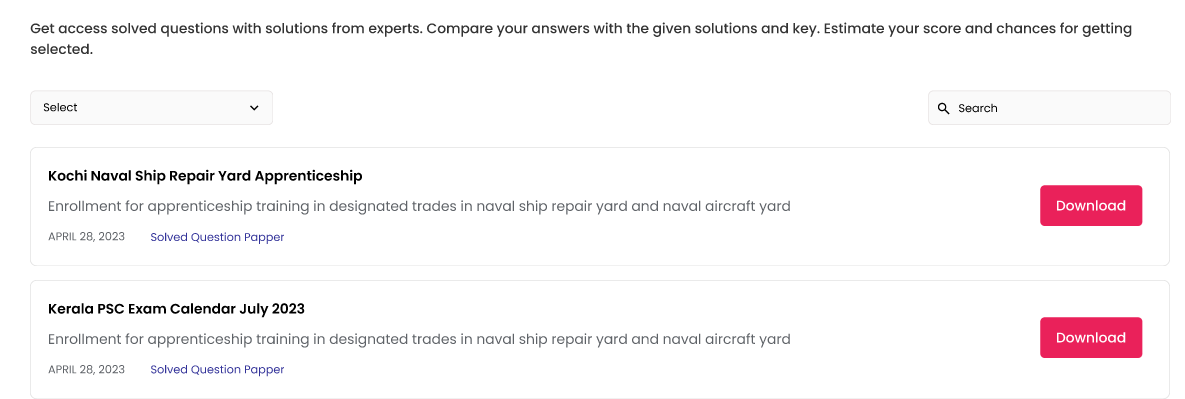 Get access solved questions with solutions from experts. Compare your answers with the given solutions and key. Estimate your score and chances for getting
selected.
Select
Search
Kochi Naval Ship Repair Yard Apprenticeship
Enrollment for apprenticeship training in designated trades in naval ship repair yard and naval aircraft yard
Download
APRIL 28, 2023 Solved Question Papper
Kerala PSC Exam Calendar July 2023
Enrollment for apprenticeship training in designated trades in naval ship repair yard and naval aircraft yard
Download
APRIL 28, 2023 Solved Question Papper